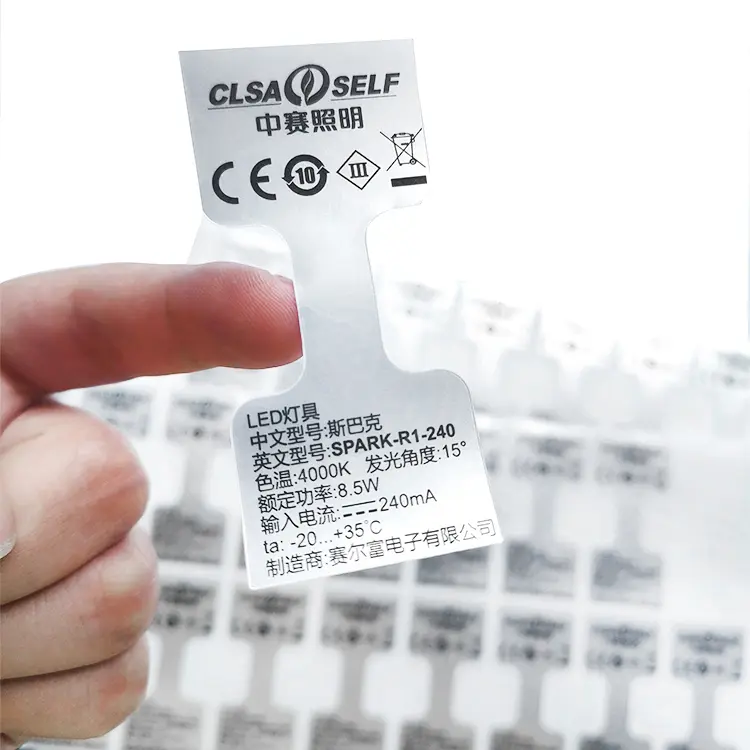 CLSA SELF
中赛照明
CE 10 III
LED灯具
中文型号:斯巴克
英文型号:SPARK-R1-240
色温:4000K 发光角度:15°
额定功率:8.5W
输入电流: 240mA
ta: -20...+35℃
制造商:赛尔富电子有限公司